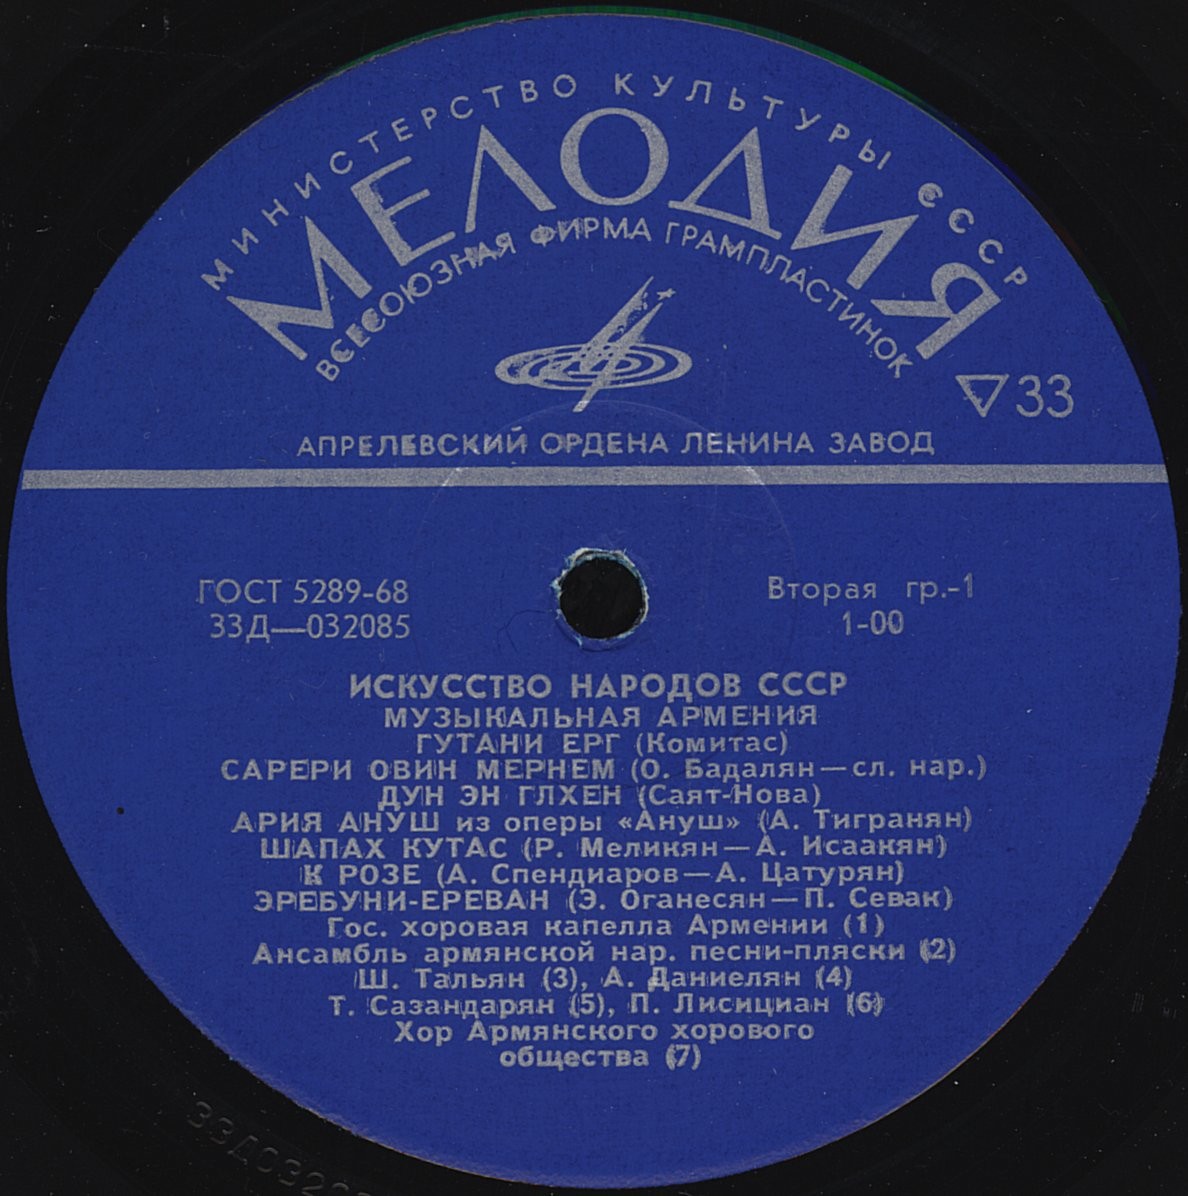 МИНИСТЕРСТВО КУЛЬТУРЫ СССР
МЕЛОДИЯ
ВСЕСОЮЗНАЯ ФИРМА ГРАМПЛАСТИНОК
33
АПРЕЛЕВСКИЙ ОРДЕНА ЛЕНИНА ЗАВОД
ГОСТ 5289-68
33Д—032085
Вторая гр.-1
1-00
ИСКУССТВО НАРОДОВ СССР
МУЗЫКАЛЬНАЯ АРМЕНИЯ
ГУТАНИ ЕРГ (Комитас)
САРЕРИ ОВИН МЕРНЕМ (О. Бадалян—сл. нар.)
ДУН ЭН ГЛХЕН (Саят-Нова)
АРИЯ АНУШ из оперы «Ануш» (А. Тигранян)
ШАПАХ КУТАС (Р. Меликян—А. Исаакян)
К РОЗЕ (А. Спендиаров—А. Цатурян)
ЭРЕБУНИ-ЕРЕВАН (Э. Оганесян—П. Севак)
Гос. хоровая капелла Армении (1)
Ансамбль армянской нар. песни-пляски (2)
Ш. Тальян (3), А. Даниелян (4)
Т. Сазандарян (5), П. Лисициан (6)
Хор Армянского хорового
общества (7)